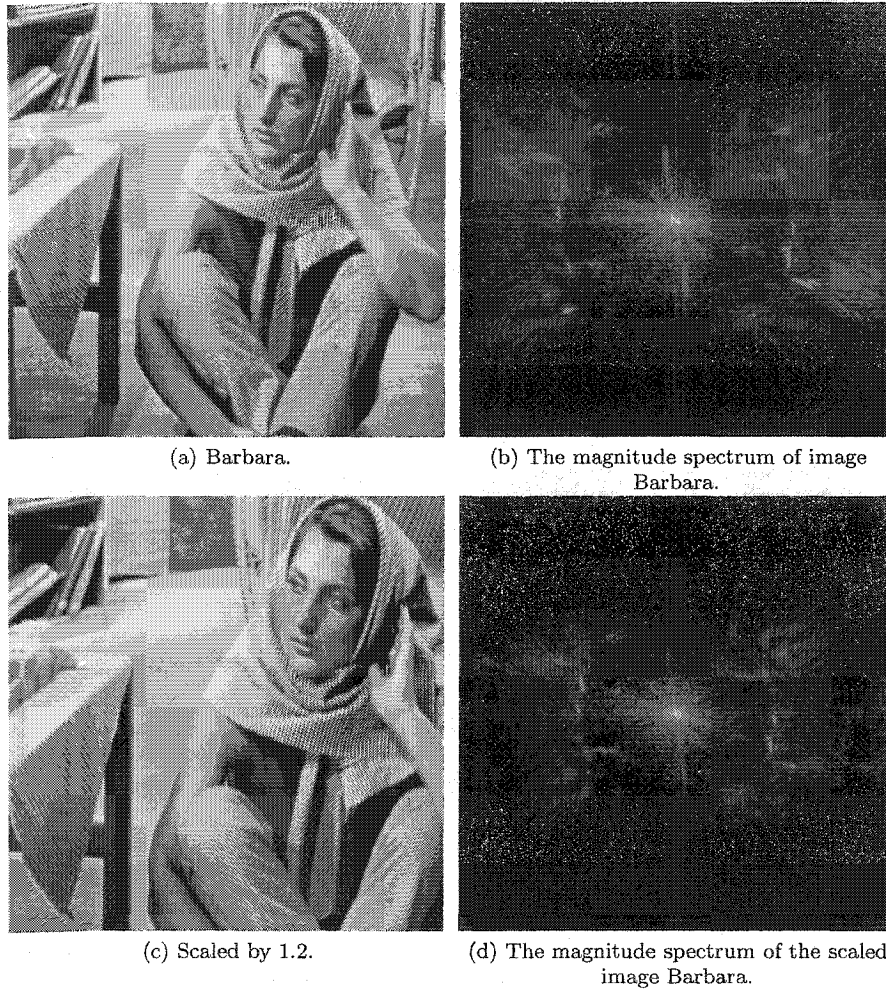 (a) Barbara.
(b) The magnitude spectrum of image
Barbara.
(c) Scaled by 1.2.
(d) The magnitude spectrum of the scaled
image Barbara.